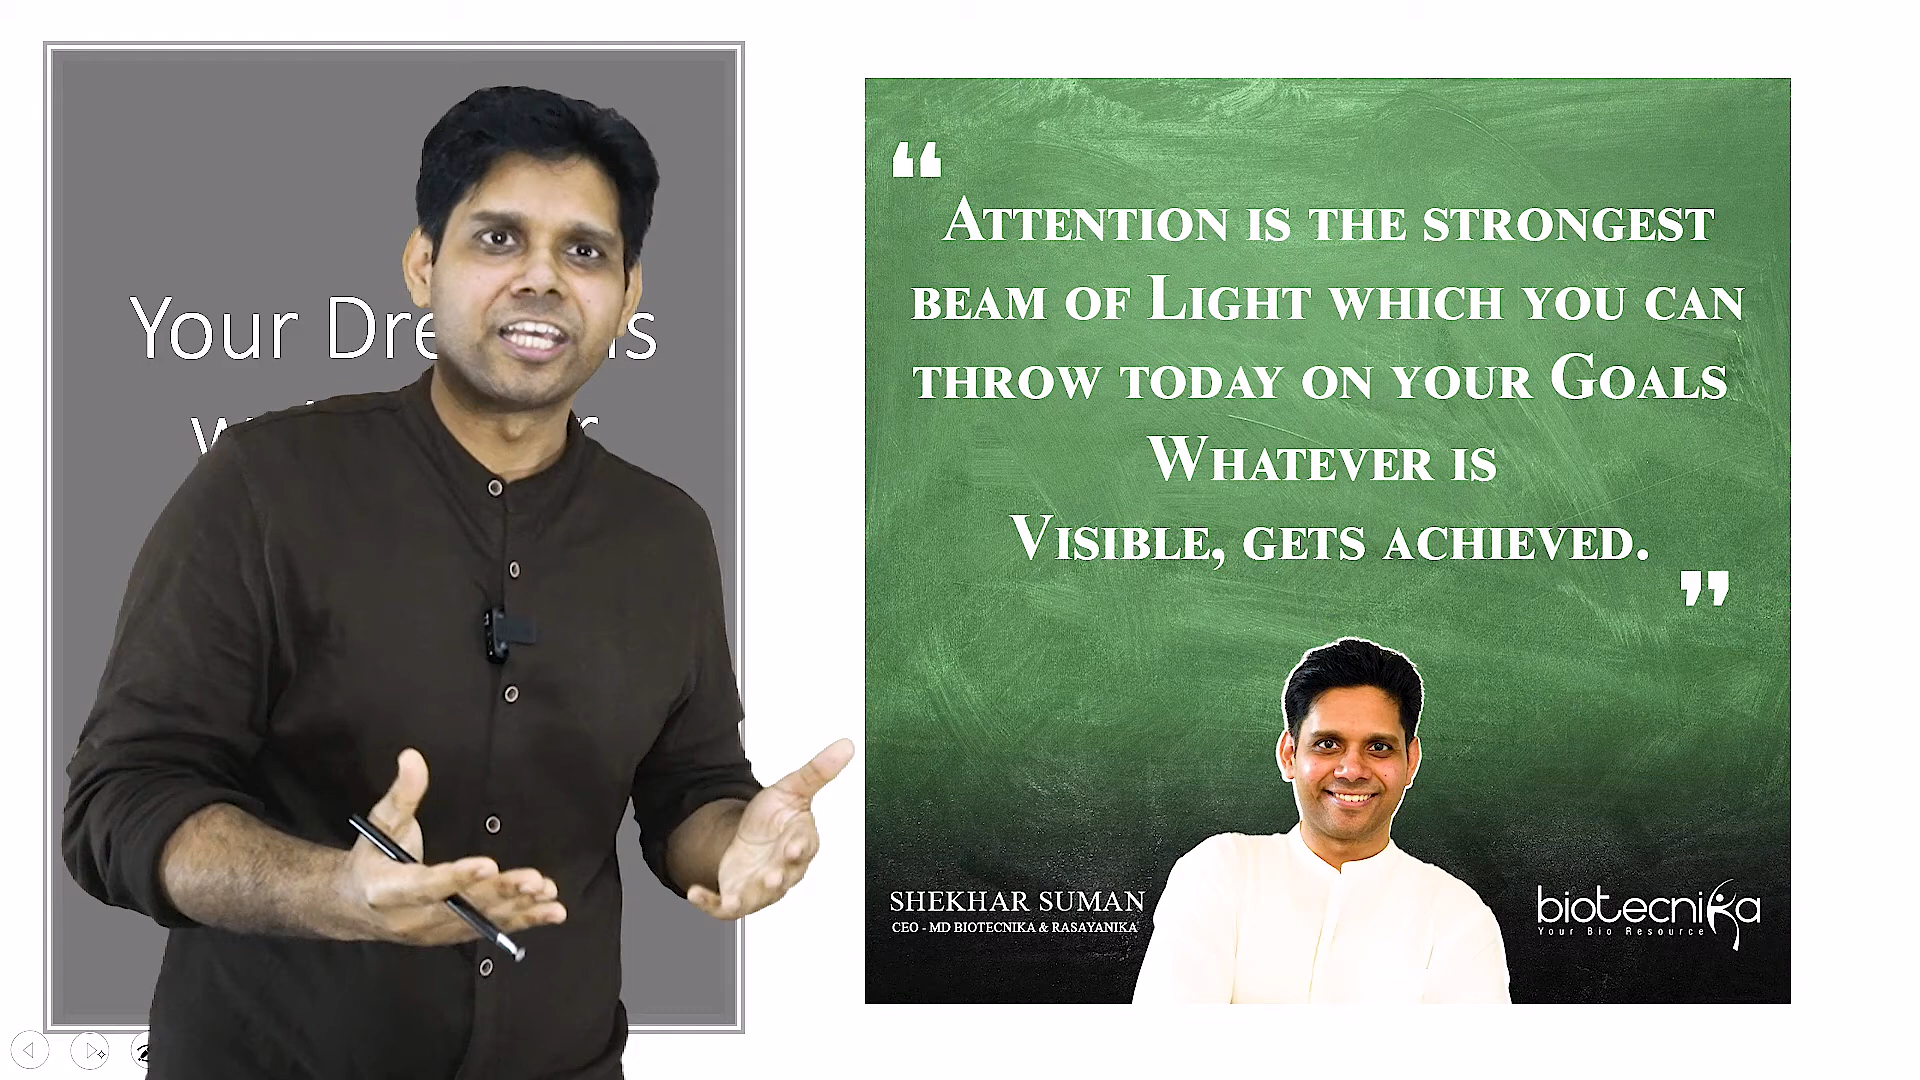 Your Dre s
“
Attention is the strongest
beam of Light which you can
throw today on your Goals
Whatever is
Visible, gets achieved.
”
SHEKHAR SUMAN
CEO - MD BIOTECNIKA & RASAYANIKA
biotecnika
Your Bio Resource